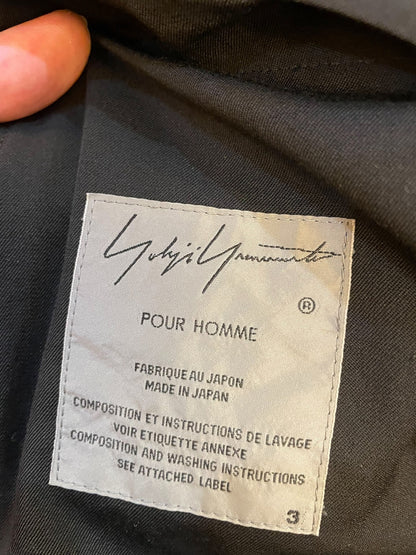 Yohji Yamamoto
®
POUR HOMME
FABRIQUE AU JAPON
MADE IN JAPAN
COMPOSITION ET INSTRUCTIONS DE LAVAGE
VOIR ETIQUETTE ANNEXE
COMPOSITION AND WASHING INSTRUCTIONS
SEE ATTACHED LABEL
3